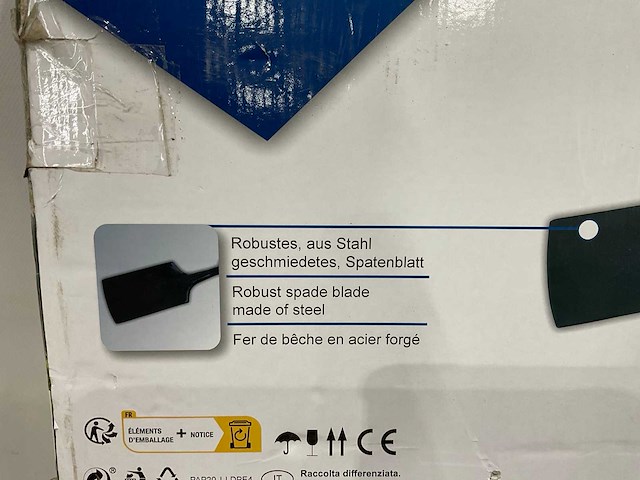 Robustes, aus Stahl
geschmiedetes, Spatenblatt
Robust spade blade
made of steel
Fer de bêche en acier forgé
FR
ÉLÉMENTS
D'EMBALLAGE
+ NOTICE
CE
Raccolta differenziata.
IT